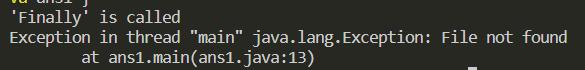 'Finally' is called
Exception in thread "main" java.lang.Exception: File not found
at ans1.main(ans1.java:13)